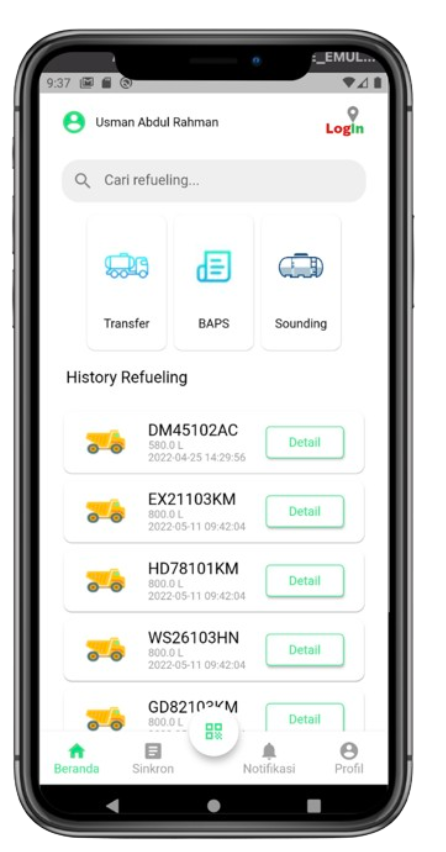 _EMUL...
9:37
Usman Abdul Rahman
LogIn
Cari refueling...
Transfer
BAPS
Sounding
History Refueling
DM45102AC
580.0 L
2022-04-25 14:29:56
Detail
EX21103KM
800.0 L
2022-05-11 09:42:04
Detail
HD78101KM
800.0 L
2022-05-11 09:42:04
Detail
WS26103HN
800.0 L
2022-05-11 09:42:04
Detail
800.0 L
Detail
Beranda
Sinkron
Notifikasi
Profil